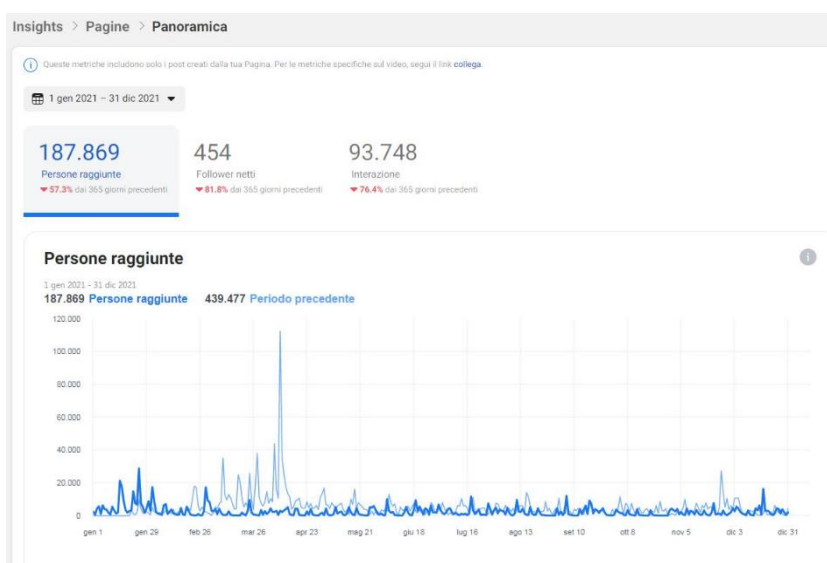 Insights > Pagine > Panoramica
Queste metriche includono solo i post creati dalla tua Pagina. Per le metriche specifiche sul video, segui il link collega.
1 gen 2021 – 31 dic 2021
187.869 454 93.748
Persone raggiunte Follower netti Interazione
57.3% dai 365 giorni precedenti 81.8% dai 365 giorni precedenti 76.4% dai 365 giorni precedenti
Persone raggiunte
1 gen 2021 - 31 dic 2021
187.869 Persone raggiunte 439.477 Periodo precedente
120.000
100.000
80.000
60.000
40.000
20.000
0
gen 1 gen 29 feb 26 mar 26 apr 23 mag 21 giu 18 lug 16 ago 13 set 10 ott 8 nov 5 dic 3 dic 31